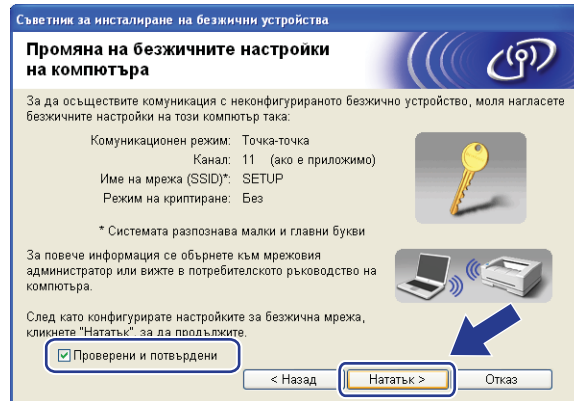 Съветник за инсталиране на безжични устройства
Промяна на безжичните настройки
на компютъра
За да осъществите комуникация с неконфигурираното безжично устройство, моля нагласете
безжичните настройки на този компютър така:
Комуникационен режим: Точка-точка
Канал: 11 (ако е приложимо)
Име на мрежа (SSID)*: SETUP
Режим на криптиране: Без
* Системата разпознава малки и главни букви
За повече информация се обърнете към мрежовия
администратор или вижте в потребителското ръководство на
компютъра.
След като конфигурирате настройките за безжична мрежа,
кликнете "Нататък", за да продължите.
Проверени и потвърдени
< Назад Нататък > Отказ